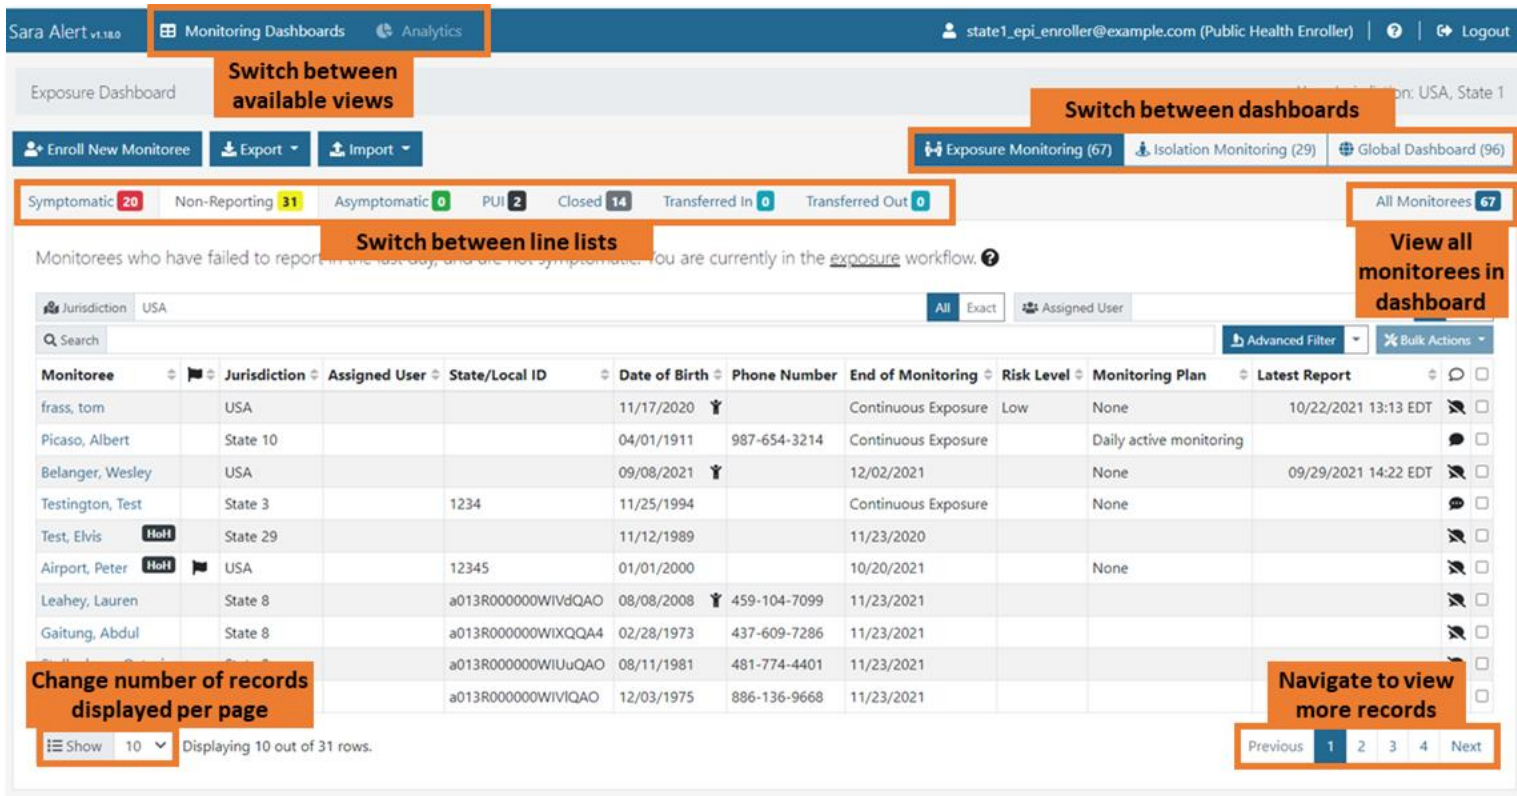 Sara Alert v1.18.0 Monitoring Dashboards Analytics state1_epi_enroller@example.com (Public Health Enroller) Logout
Switch between
available views
Exposure Dashboard
Switch between dashboards
USA, State 1
Enroll New Monitoree Export Import Exposure Monitoring (67) Isolation Monitoring (29) Global Dashboard (96)
Symptomatic 20 Non-Reporting 31 Asymptomatic 0 PUI 2 Closed 14 Transferred In 0 Transferred Out 0 All Monitorees 67
Switch between line lists
View all
monitorees in
dashboard
Monitorees who have failed to report in the last day, and are not symptomatic. You are currently in the exposure workflow.
Jurisdiction USA All Exact Assigned User
Search Advanced Filter Bulk Actions
Monitoree Jurisdiction Assigned User State/Local ID Date of Birth Phone Number End of Monitoring Risk Level Monitoring Plan Latest Report
frass, tom USA 11/17/2020 Continuous Exposure Low None 10/22/2021 13:13 EDT
Picaso, Albert State 10 04/01/1911 987-654-3214 Continuous Exposure Daily active monitoring
Belanger, Wesley USA 09/08/2021 12/02/2021 None 09/29/2021 14:22 EDT
Testington, Test State 3 1234 11/25/1994 Continuous Exposure None
Test, Elvis HoH State 29 11/12/1989 11/23/2020
Airport, Peter HoH USA 12345 01/01/2000 10/20/2021 None
Leahey, Lauren State 8 a013R000000WIVdQAO 08/08/2008 459-104-7099 11/23/2021
Gaitung, Abdul State 8 a013R000000WIXQQA4 02/28/1973 437-609-7286 11/23/2021
a013R000000WIUuQAO 08/11/1981 481-774-4401 11/23/2021
a013R000000WIVlQAO 12/03/1975 886-136-9668 11/23/2021
Change number of records
displayed per page
Navigate to view
more records
Show 10 Displaying 10 out of 31 rows. Previous 1 2 3 4 Next